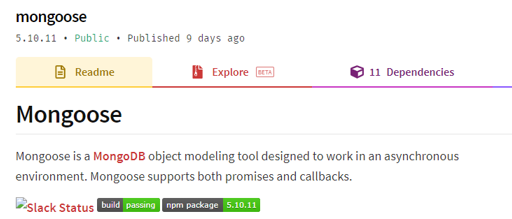 mongoose
5.10.11 • Public • Published 9 days ago
Readme
Explore BETA
11 Dependencies
Mongoose
Mongoose is a MongoDB object modeling tool designed to work in an asynchronous
environment. Mongoose supports both promises and callbacks.
Slack Status build passing npm package 5.10.11